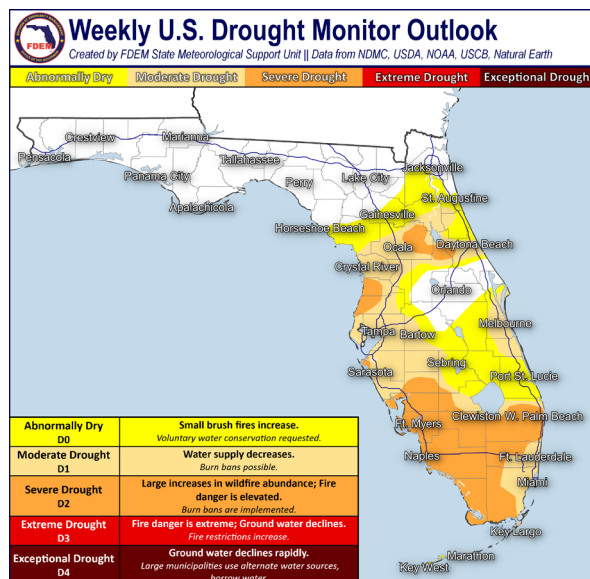 FDEM
Weekly U.S. Drought Monitor Outlook
Created by FDEM State Meteorological Support Unit || Data from NDMC, USDA, NOAA, USCB, Natural Earth
Abnormally Dry
Moderate Drought
Severe Drought
Extreme Drought
Exceptional Drough
Pensacola
Crestview
Marianna
Panama City
Tallahassee
Apalachicola
Perry
Lake City
Jacksonville
St. Augustine
Gainesville
Horseshoe Beach
Ocala
Daytona Beach
Crystal River
Orlando
Tampa
Bartow
Melbourne
Sebring
Sarasota
Port St. Lucie
Clewiston
W. Palm Beach
Ft. Myers
Naples
Ft. Lauderdale
Miami
Key Largo
Marathon
Key West
Abnormally Dry
D0
Small brush fires increase.
Voluntary water conservation requested.
Moderate Drought
D1
Water supply decreases.
Burn bans possible.
Severe Drought
D2
Large increases in wildfire abundance; Fire
danger is elevated.
Burn bans are implemented.
Extreme Drought
D3
Fire danger is extreme; Ground water declines.
Fire restrictions increase.
Exceptional Drought
D4
Ground water declines rapidly.
Large municipalities use alternate water sources,
borrow water